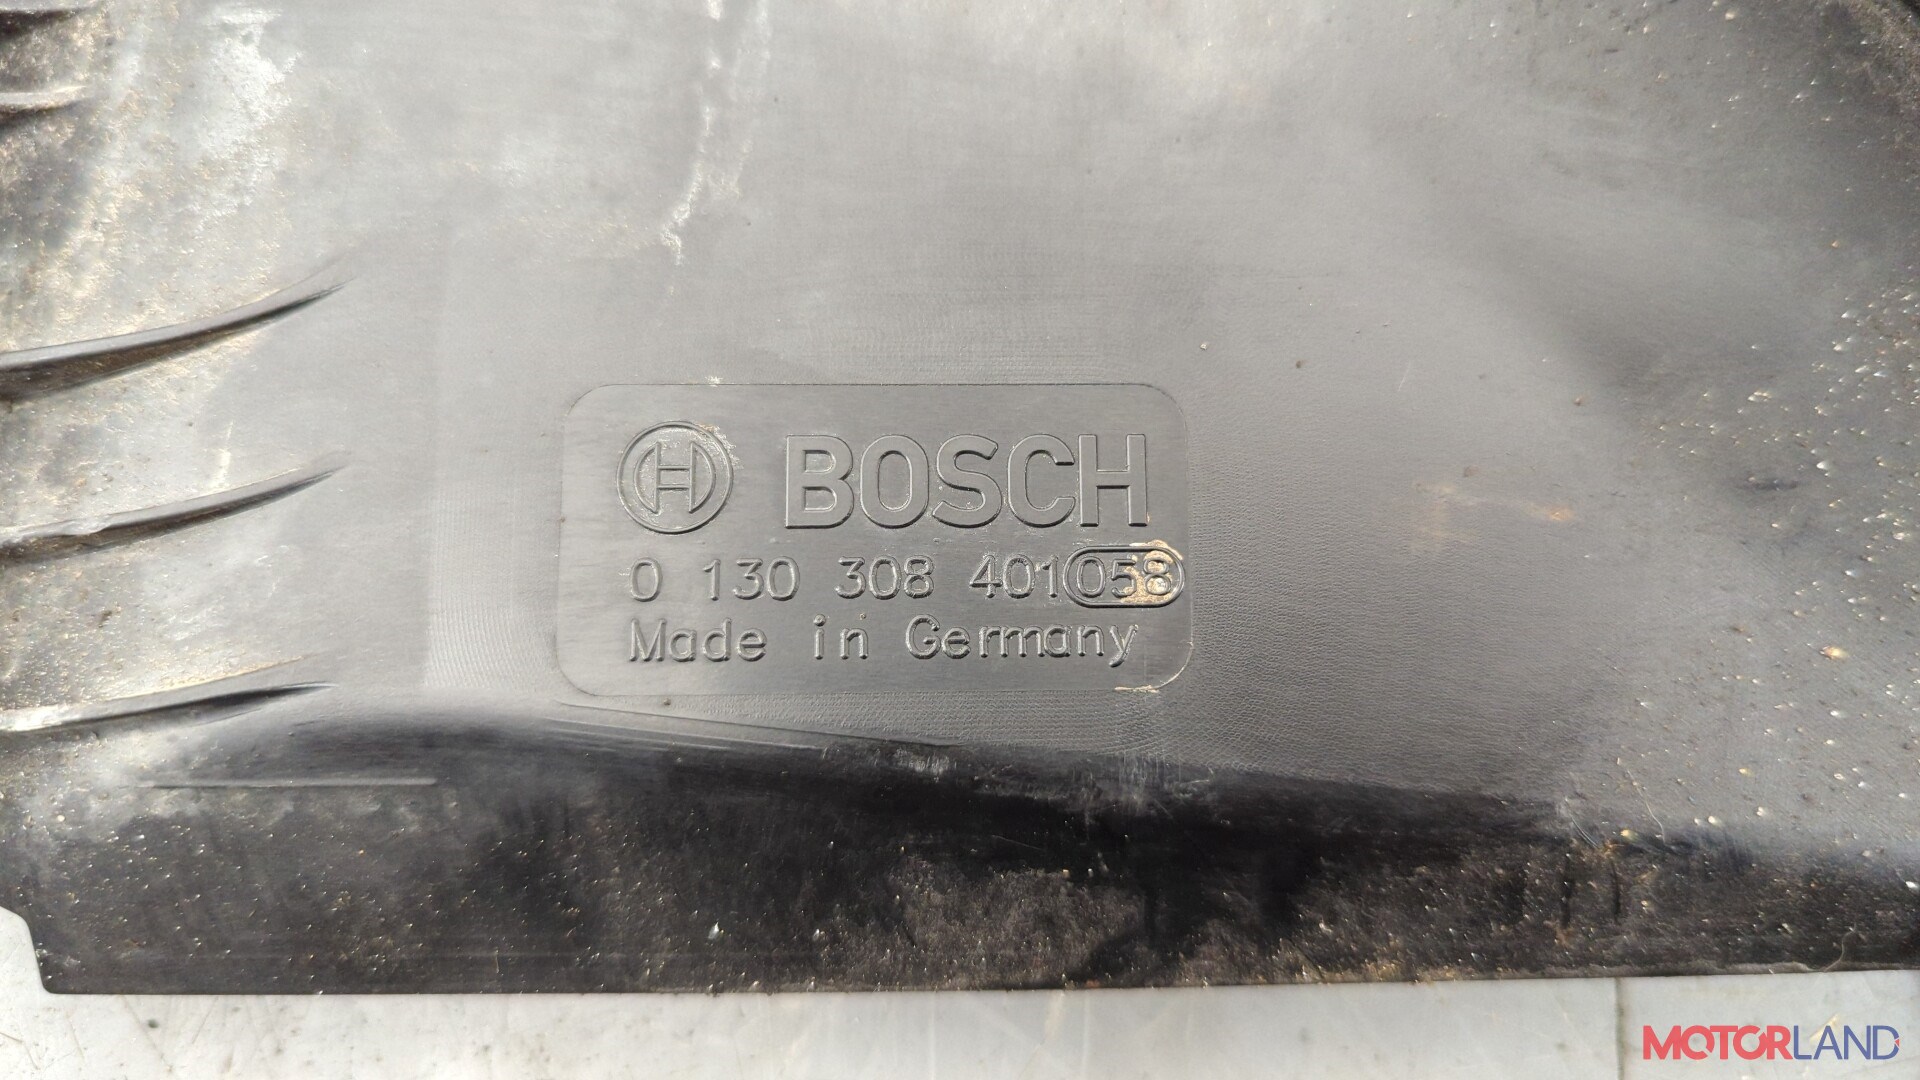 BOSCH
0 130 308 401 058
Made in Germany
MOTORLAND